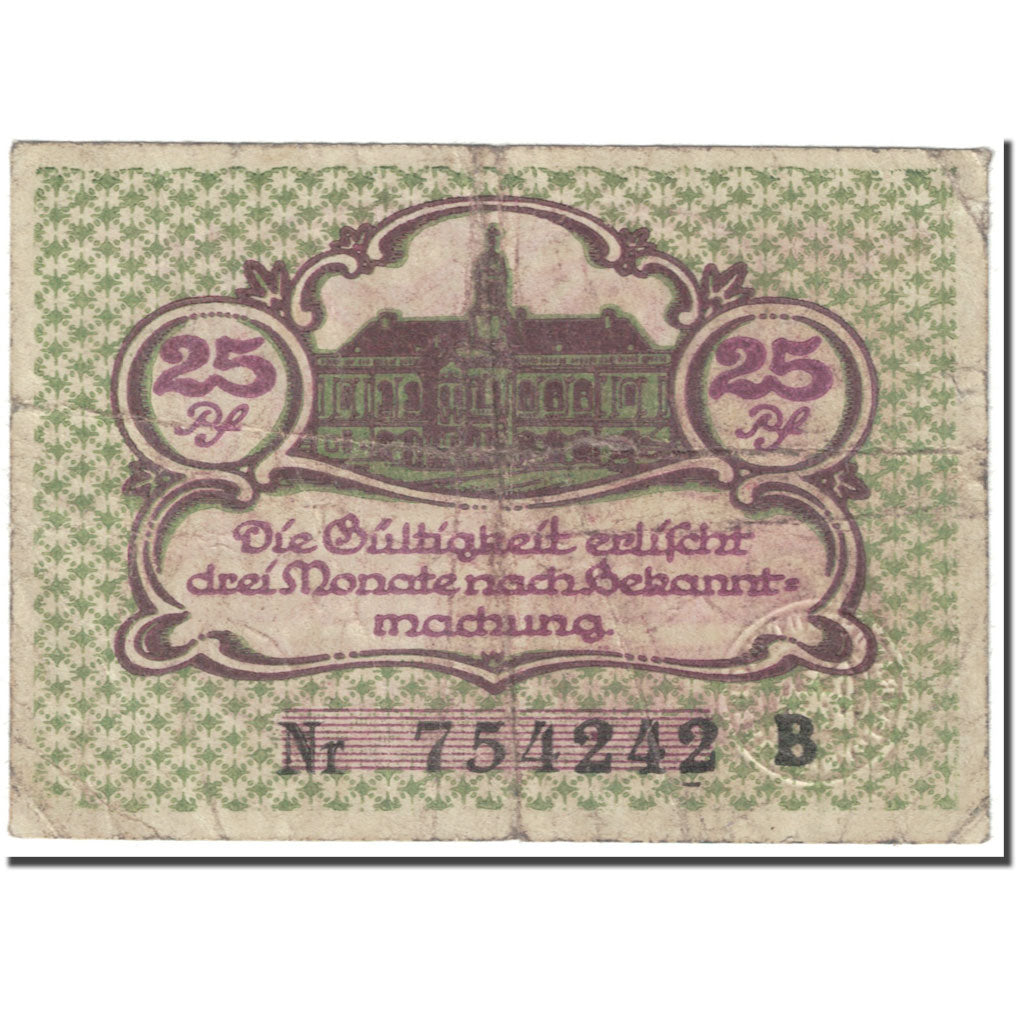 25 25
Pf. Pf.
Die Gültigkeit erlischt
drei Monate nach Bekannt=
machung.
Nr 754242 B